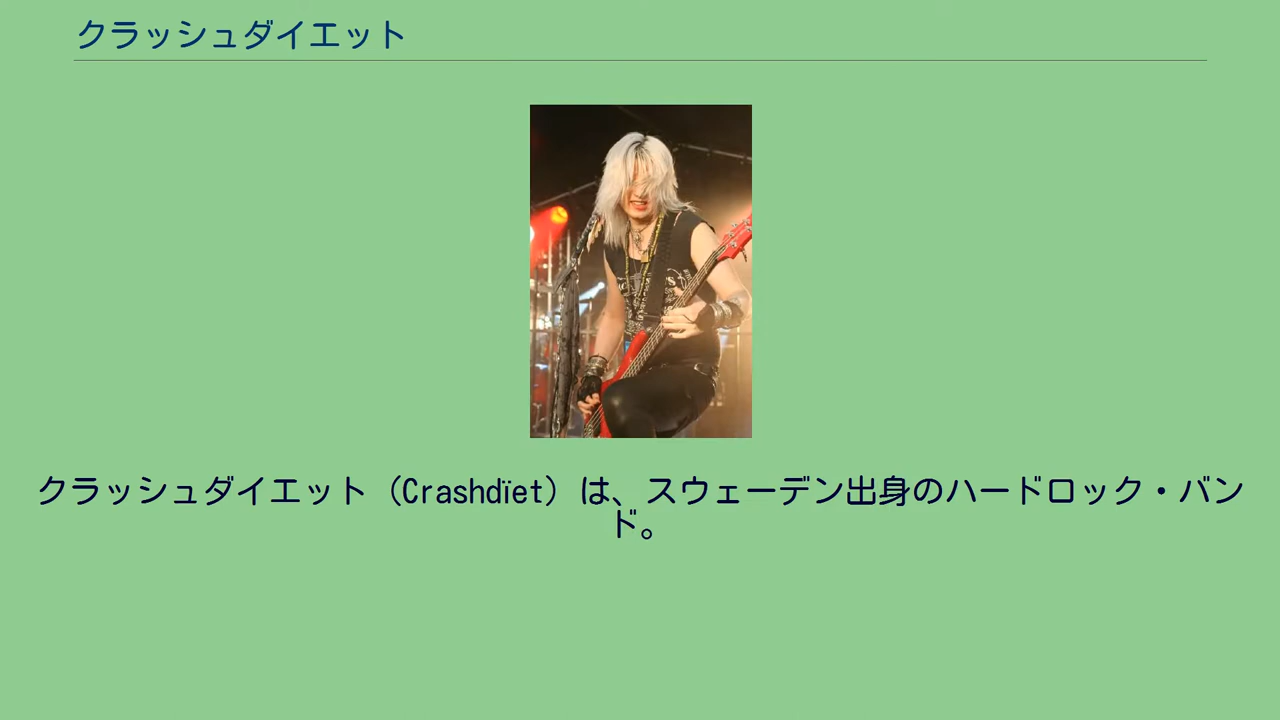 クラッシュダイエット
クラッシュダイエット（Crashdïet）は、スウェーデン出身のハードロック・バン
ド。